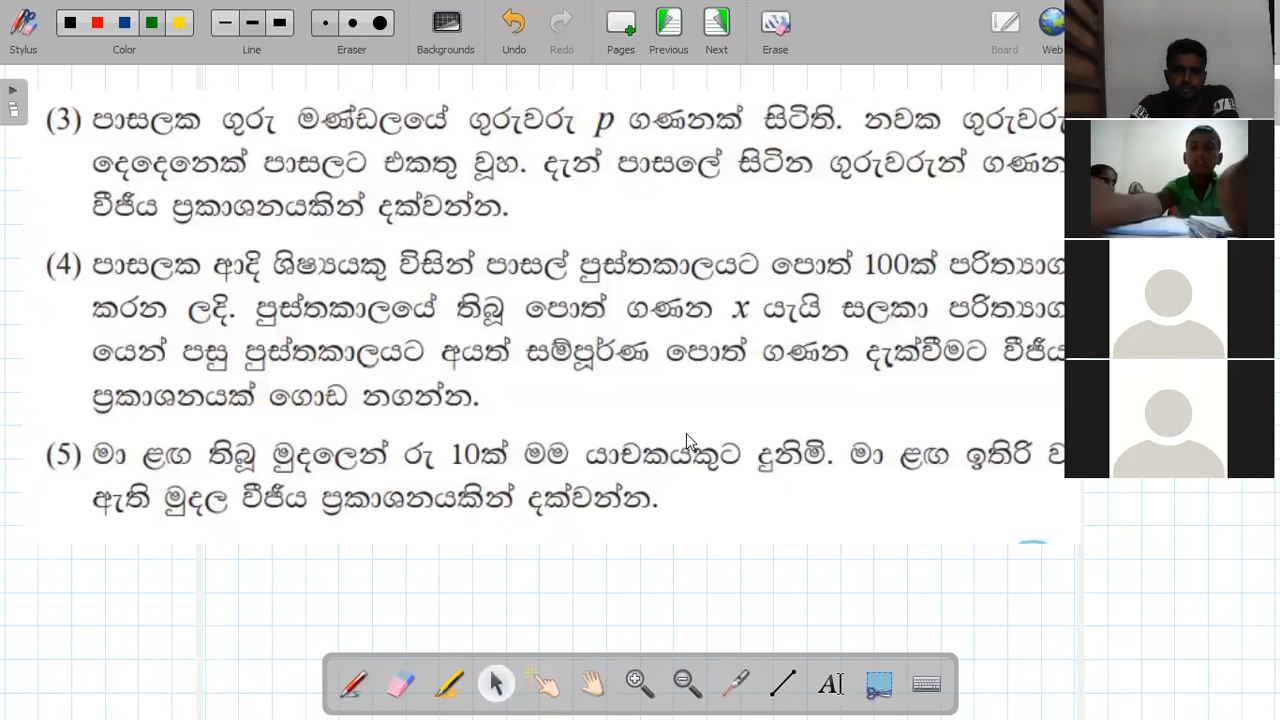 Stylus Color Line Eraser Backgrounds Undo Redo Pages Previous Next Erase Board Web
(3) පාසලක ගුරු මණ්ඩලයේ ගුරුවරු p ගණනක් සිටිති. නවක ගුරුවරු
දෙදෙනෙක් පාසලට එකතු වූහ. දැන් පාසලේ සිටින ගුරුවරුන් ගණන
වීජීය ප්‍රකාශනයකින් දක්වන්න.
(4) පාසලක ආදි ශිෂ්‍යයකු විසින් පාසල් පුස්තකාලයට පොත් 100ක් පරිත්‍යාග
කරන ලදි. පුස්තකාලයේ තිබූ පොත් ගණන x යැයි සලකා පරිත්‍යාග
යෙන් පසු පුස්තකාලයට අයත් සම්පූර්ණ පොත් ගණන දැක්වීමට වීජීය
ප්‍රකාශනයක් ගොඩ නගන්න.
(5) මා ළඟ තිබූ මුදලෙන් රු 10ක් මම යාචකයකුට දුනිමි. මා ළඟ ඉතිරි ව
ඇති මුදල වීජීය ප්‍රකාශනයකින් දක්වන්න.